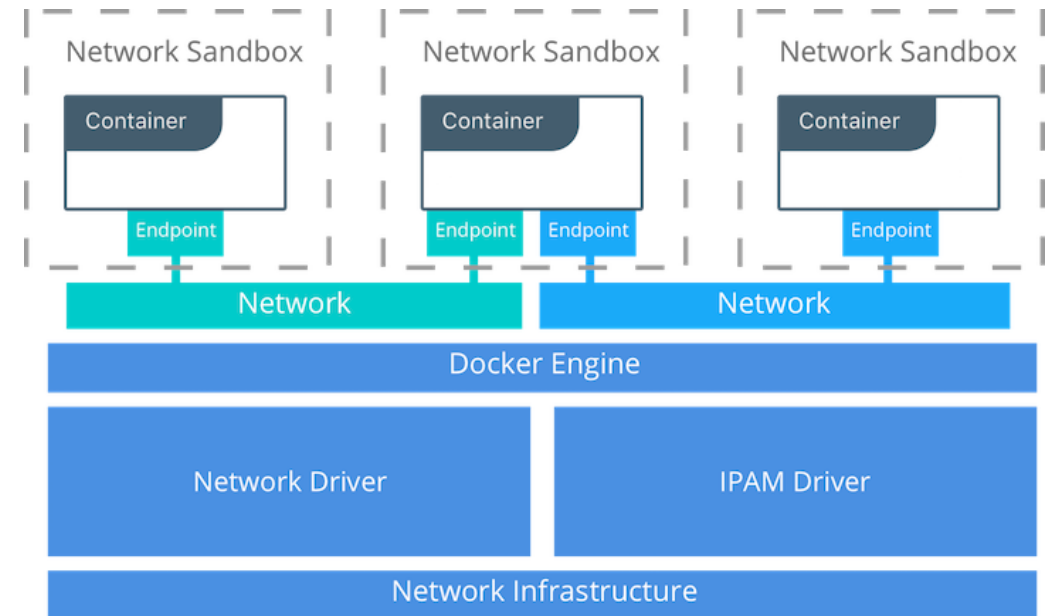 Network Sandbox
Network Sandbox
Network Sandbox
Container
Container
Container
Endpoint
Endpoint
Endpoint
Endpoint
Network
Network
Docker Engine
Network Driver
IPAM Driver
Network Infrastructure